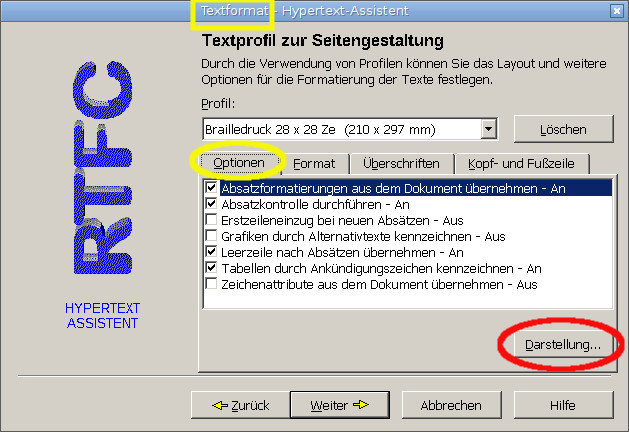 Textformat - Hypertext-Assistent
Textprofil zur Seitengestaltung
Durch die Verwendung von Profilen können Sie das Layout und weitere
Optionen für die Formatierung der Texte festlegen.
Profil:
Brailledruck 28 x 28 Ze (210 x 297 mm)
Löschen
Optionen
Format
Überschriften
Kopf- und Fußzeile
Absatzformatierungen aus dem Dokument übernehmen - An
Absatzkontrolle durchführen - An
Erstzeileneinzug bei neuen Absätzen - Aus
Grafiken durch Alternativtexte kennzeichnen - Aus
Leerzeile nach Absätzen übernehmen - An
Tabellen durch Ankündigungszeichen kennzeichnen - An
Zeichenattribute aus dem Dokument übernehmen - Aus
Darstellung...
RTFC
HYPERTEXT
ASSISTENT
Zurück
Weiter
Abbrechen
Hilfe